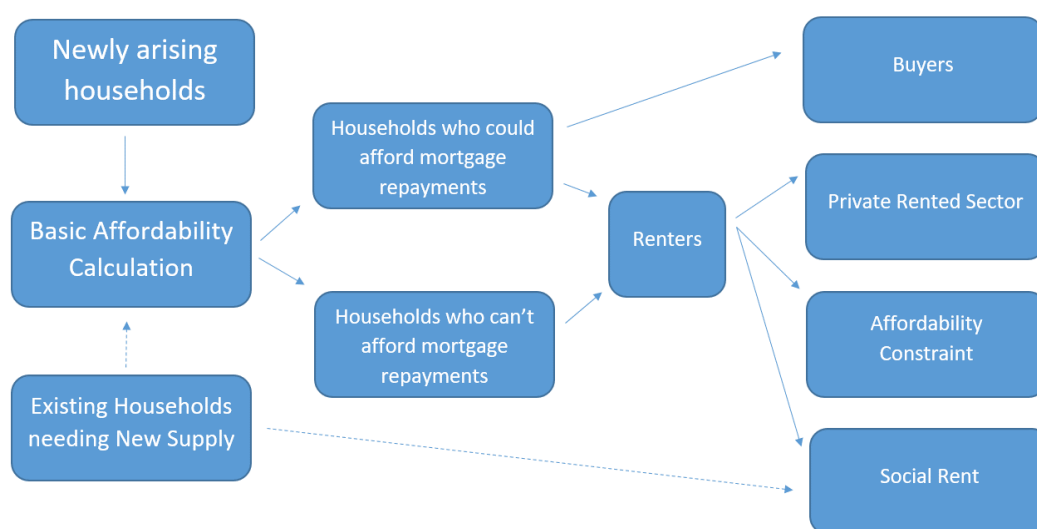 Newly arising
households
Basic Affordability
Calculation
Existing Households
needing New Supply
Households who could
afford mortgage
repayments
Households who can’t
afford mortgage
repayments
Renters
Buyers
Private Rented Sector
Affordability
Constraint
Social Rent